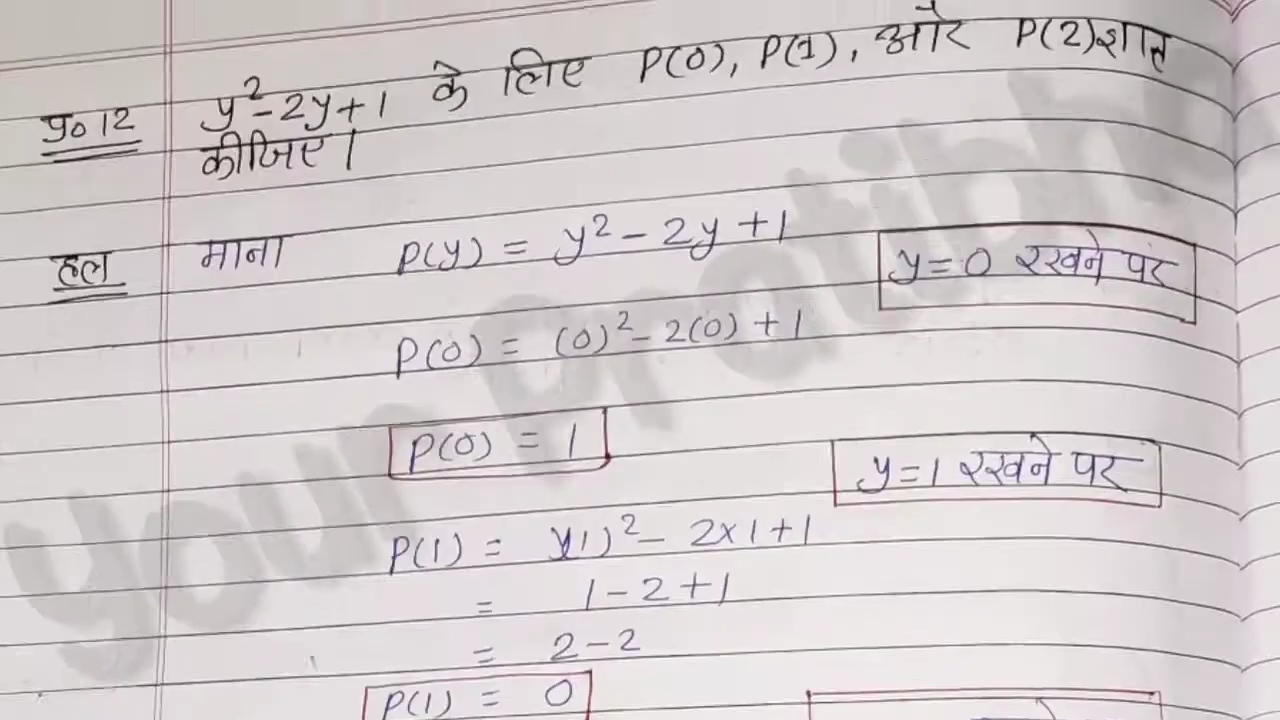 प्र० 12 y² - 2y + 1 के लिए P(0), P(1), और P(2) ज्ञात
कीजिए।
हल माना P(y) = y² - 2y + 1
y = 0 रखने पर
P(0) = (0)² - 2(0) + 1
P(0) = 1
y = 1 रखने पर
P(1) = (1)² - 2×1 + 1
= 1 - 2 + 1
= 2 - 2
P(1) = 0
Your Pratibha